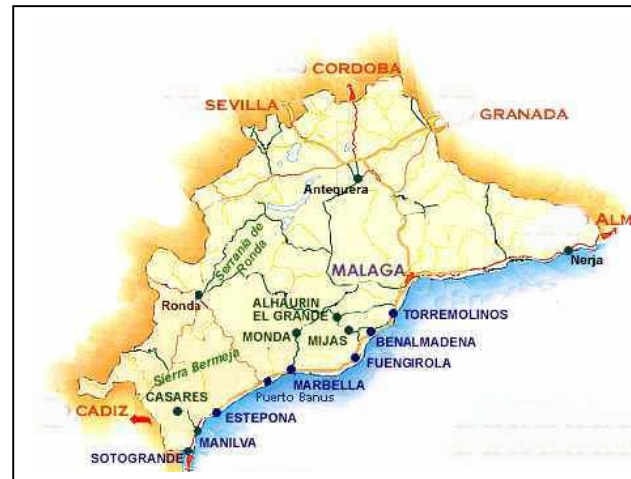 CORDOBA
SEVILLA
GRANADA
Antequera
ALM
Serranía de
Ronda
MALAGA
Nerja
Ronda
ALHAURIN
EL GRANDE
TORREMOLINOS
MONDA
MIJAS
BENALMADENA
FUENGIROLA
Sierra Bermeja
MARBELLA
Puerto Banus
CASARES
CADIZ
ESTEPONA
MANILVA
SOTOGRANDE